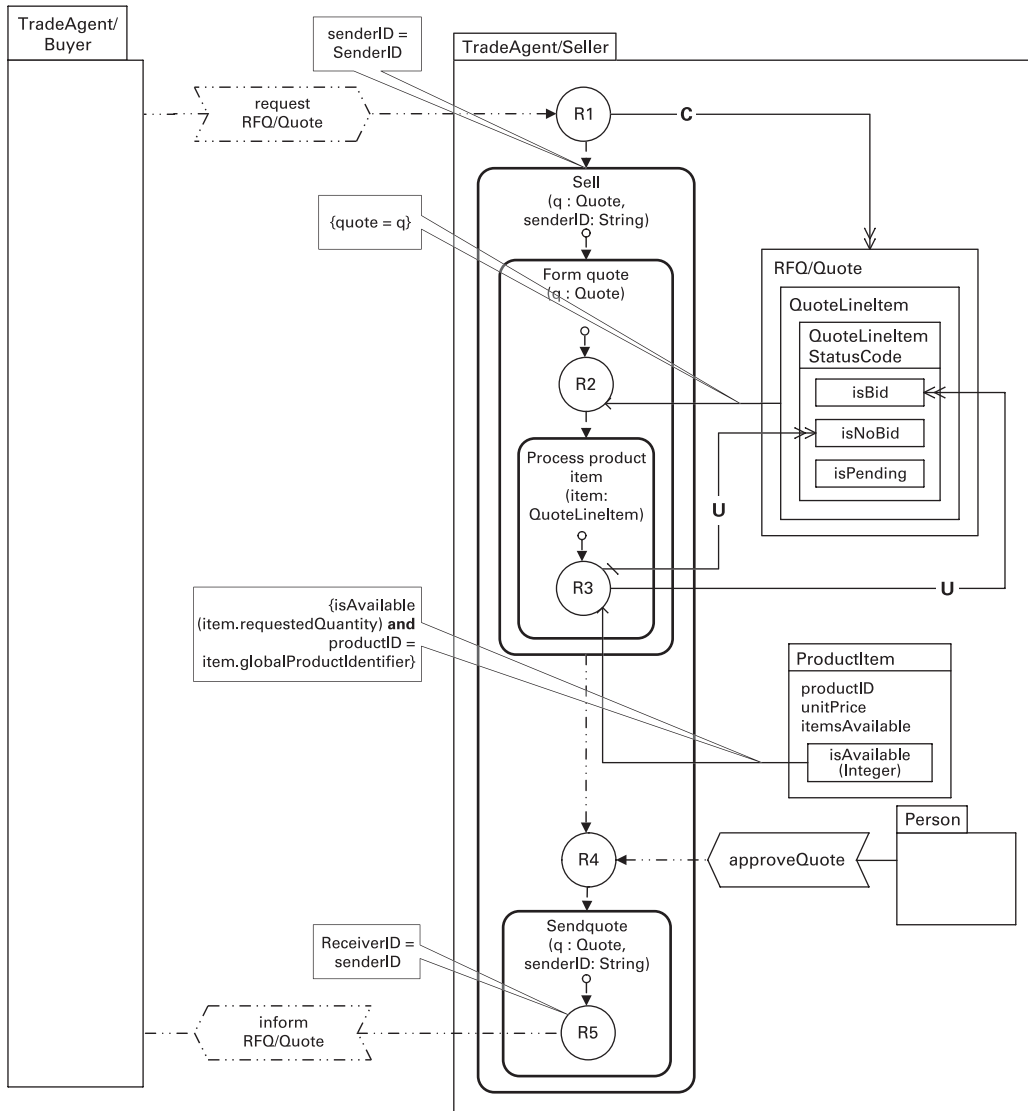 TradeAgent/
Buyer
senderID =
SenderID
TradeAgent/Seller
request
RFQ/Quote
R1
C
Sell
(q : Quote,
senderID: String)
{quote = q}
Form quote
(q : Quote)
RFQ/Quote
QuoteLineItem
QuoteLineItem
StatusCode
isBid
isNoBid
isPending
R2
Process product
item
(item:
QuoteLineItem)
U
R3
U
{isAvailable
(item.requestedQuantity) and
productID =
item.globalProductIdentifier}
ProductItem
productID
unitPrice
itemsAvailable
isAvailable
(Integer)
Person
R4
approveQuote
Sendquote
(q : Quote,
senderID: String)
ReceiverID =
senderID
R5
inform
RFQ/Quote